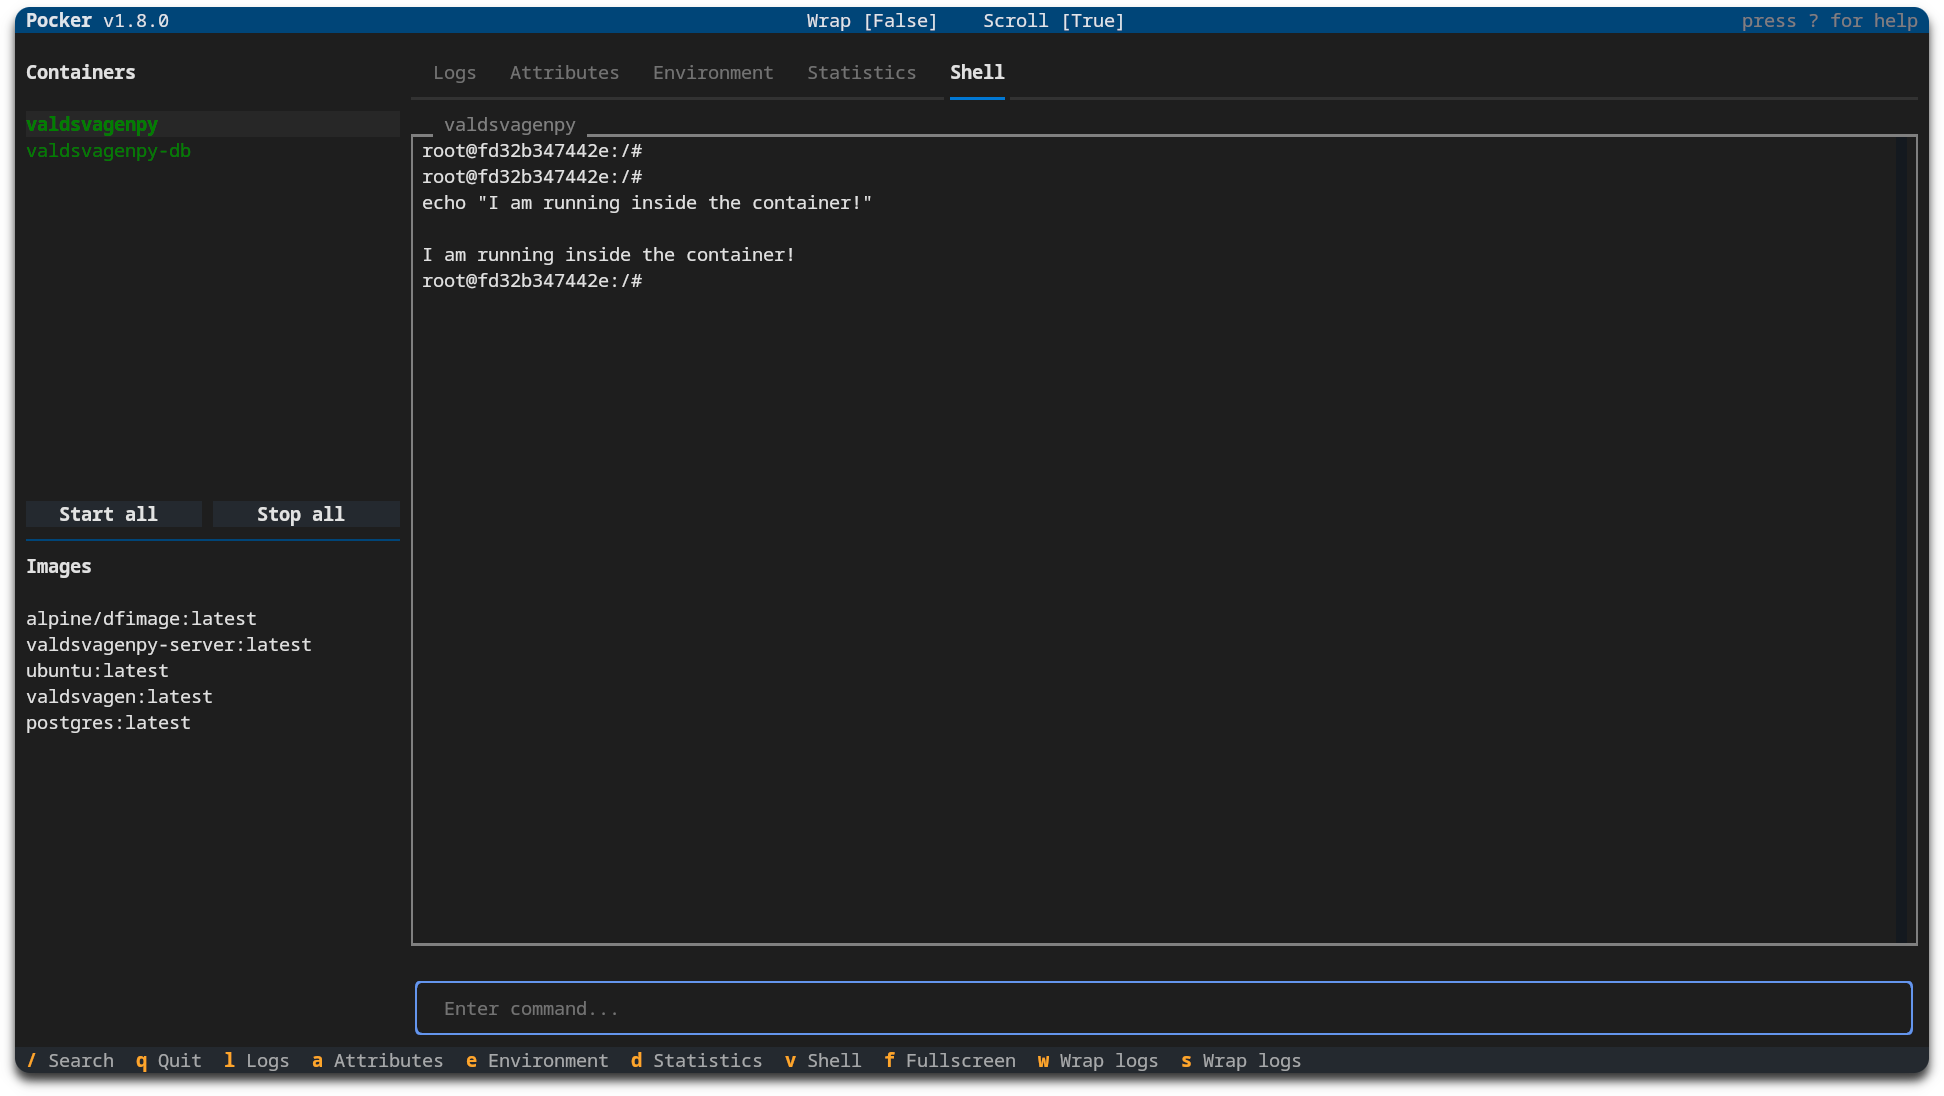 Pocker v1.8.0 Wrap [False] Scroll [True] press ? for help
Containers
valdsvagenpy
valdsvagenpy-db
Start all Stop all
Images
alpine/dfimage:latest
valdsvagenpy-server:latest
ubuntu:latest
valdsvagen:latest
postgres:latest
Logs Attributes Environment Statistics Shell
valdsvagenpy
root@fd32b347442e:/#
root@fd32b347442e:/#
echo "I am running inside the container!"
I am running inside the container!
root@fd32b347442e:/#
Enter command...
/ Search q Quit l Logs a Attributes e Environment d Statistics v Shell f Fullscreen w Wrap logs s Wrap logs